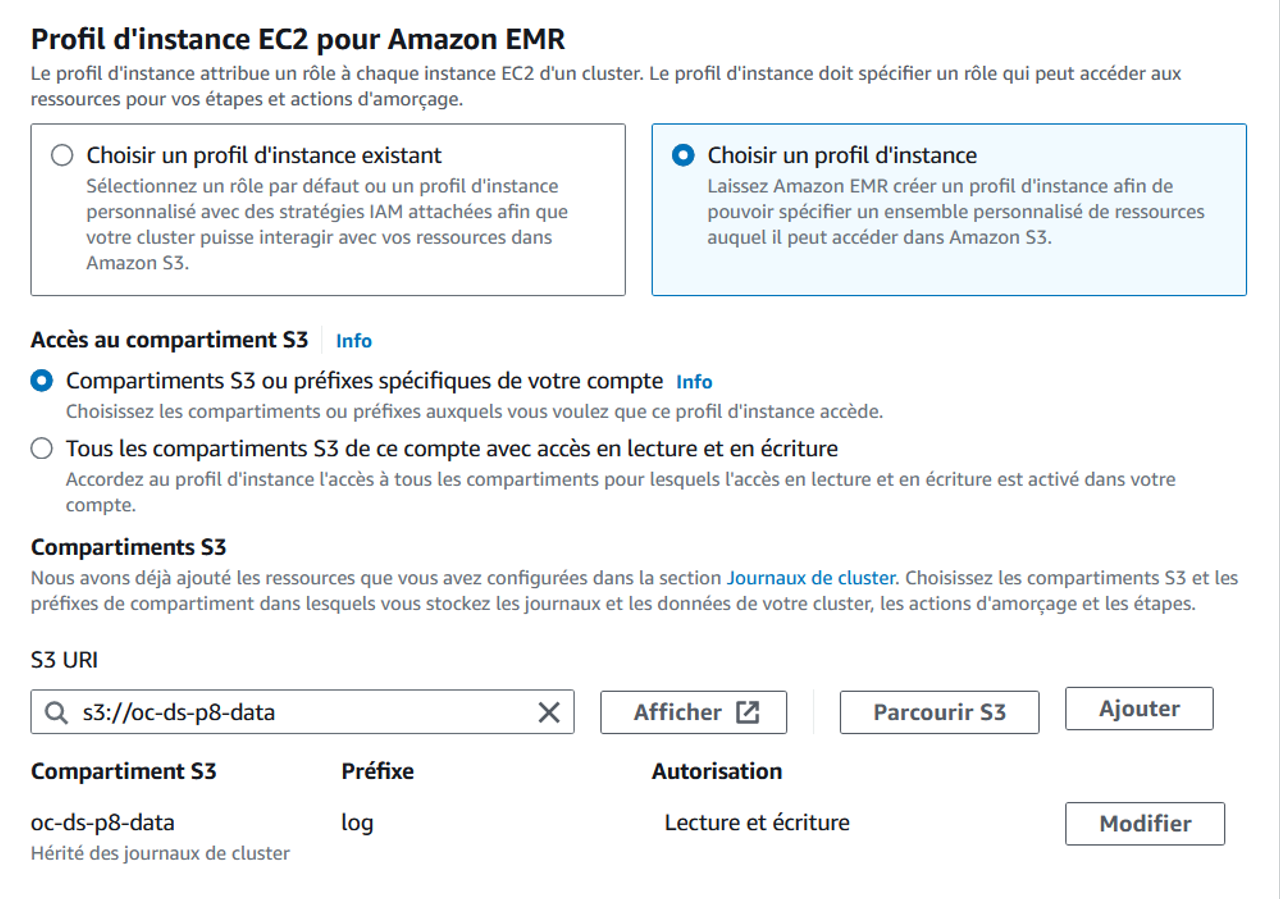 Profil d'instance EC2 pour Amazon EMR
Le profil d'instance attribue un rôle à chaque instance EC2 d'un cluster. Le profil d'instance doit spécifier un rôle qui peut accéder aux
ressources pour vos étapes et actions d'amorçage.
Choisir un profil d'instance existant
Sélectionnez un rôle par défaut ou un profil d'instance
personnalisé avec des stratégies IAM attachées afin que
votre cluster puisse interagir avec vos ressources dans
Amazon S3.
Choisir un profil d'instance
Laissez Amazon EMR créer un profil d'instance afin de
pouvoir spécifier un ensemble personnalisé de ressources
auquel il peut accéder dans Amazon S3.
Accès au compartiment S3 Info
Compartiments S3 ou préfixes spécifiques de votre compte Info
Choisissez les compartiments ou préfixes auxquels vous voulez que ce profil d'instance accède.
Tous les compartiments S3 de ce compte avec accès en lecture et en écriture
Accordez au profil d'instance l'accès à tous les compartiments pour lesquels l'accès en lecture et en écriture est activé dans votre
compte.
Compartiments S3
Nous avons déjà ajouté les ressources que vous avez configurées dans la section Journaux de cluster. Choisissez les compartiments S3 et les
préfixes de compartiment dans lesquels vous stockez les journaux et les données de votre cluster, les actions d'amorçage et les étapes.
S3 URI
s3://oc-ds-p8-data Afficher Parcourir S3 Ajouter
Compartiment S3 Préfixe Autorisation
oc-ds-p8-data log Lecture et écriture Modifier
Hérité des journaux de cluster